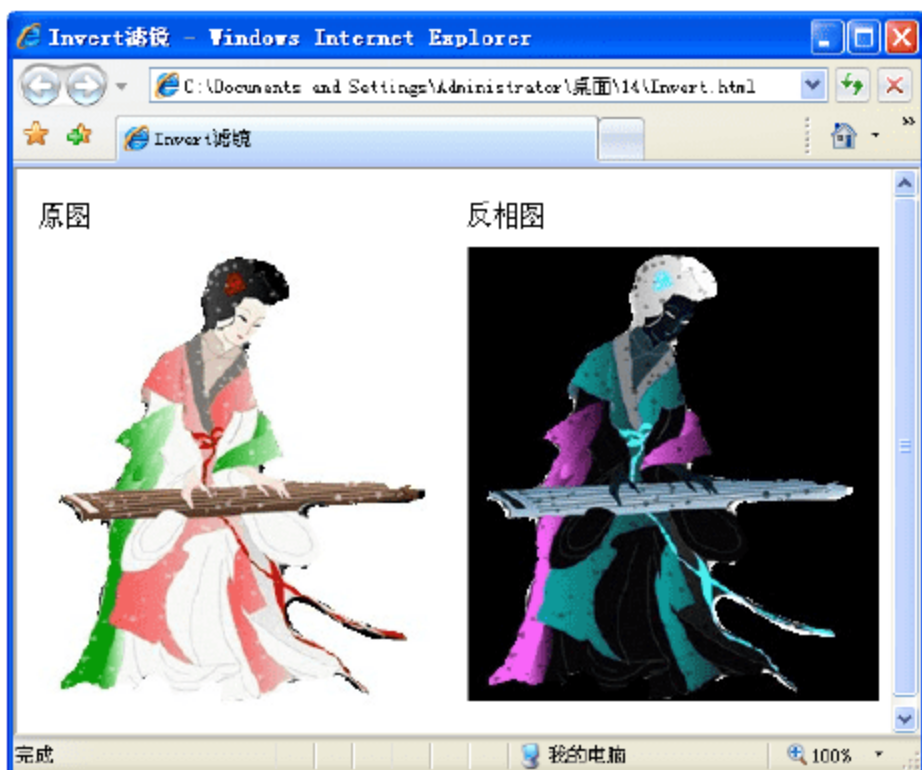 Invert滤镜 - Windows Internet Explorer
C:\Documents and Settings\Administrator\桌面\14\Invert.html
Invert滤镜
»
原图 反相图
完成 我的电脑 100%